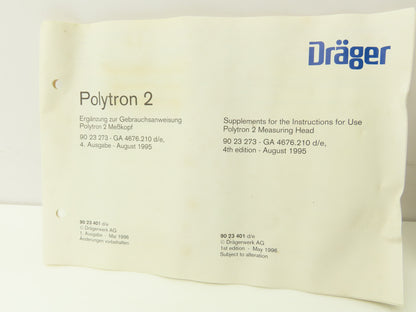 Dräger
Polytron 2
Ergänzung zur Gebrauchsanweisung
Polytron 2 Meßkopf
90 23 273 - GA 4676.210 d/e,
4. Ausgabe - August 1995
Supplements for the Instructions for Use
Polytron 2 Measuring Head
90 23 273 - GA 4676.210 d/e,
4th edition - August 1995
90 23 401 d/e
© Drägerwerk AG
1. Ausgabe - Mai 1996
Änderungen vorbehalten
90 23 401 d/e
© Drägerwerk AG
1st edition - May 1996
Subject to alteration